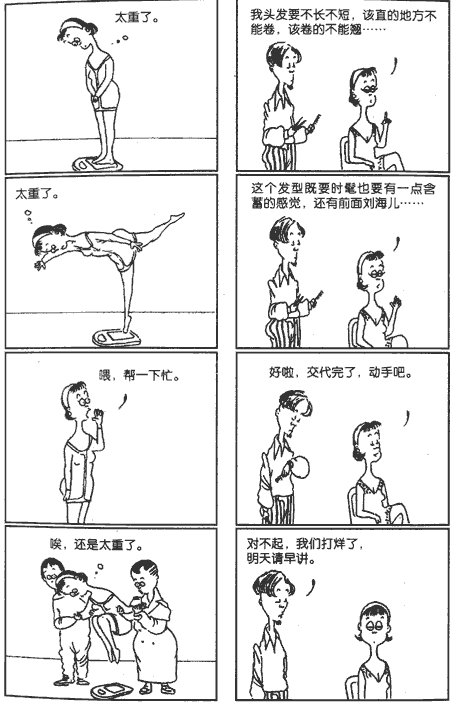 太重了。
太重了。
喂，帮一下忙。
唉，还是太重了。
我头发要不长不短，该直的地方不
能卷，该卷的不能翘……
这个发型既要时髦也要有一点含
蓄的感觉，还有前面刘海儿……
好啦，交代完了，动手吧。
对不起，我们打烊了，
明天请早讲。